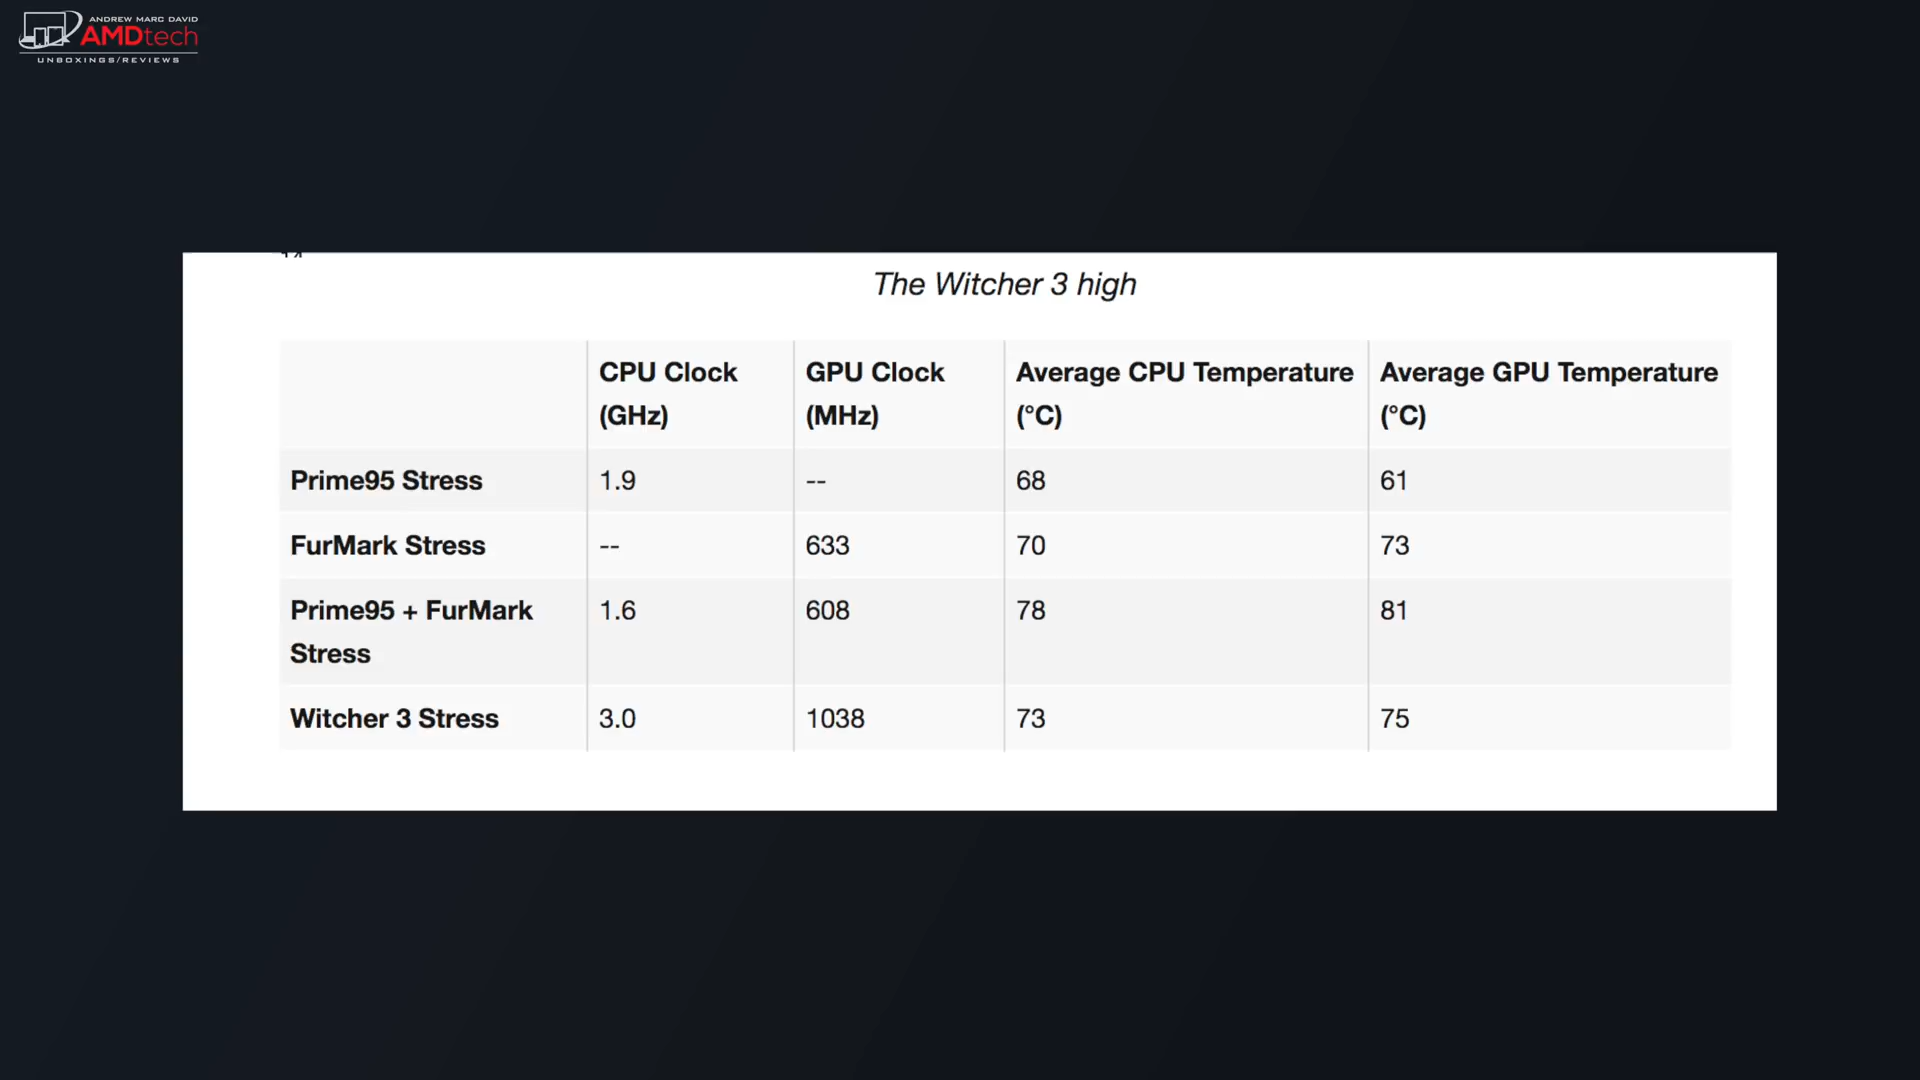 ANDREW MARC DAVID
AMDtech
UNBOXINGS/REVIEWS
The Witcher 3 high
CPU Clock (GHz) GPU Clock (MHz) Average CPU Temperature (°C) Average GPU Temperature (°C)
Prime95 Stress 1.9 -- 68 61
FurMark Stress -- 633 70 73
Prime95 + FurMark Stress 1.6 608 78 81
Witcher 3 Stress 3.0 1038 73 75